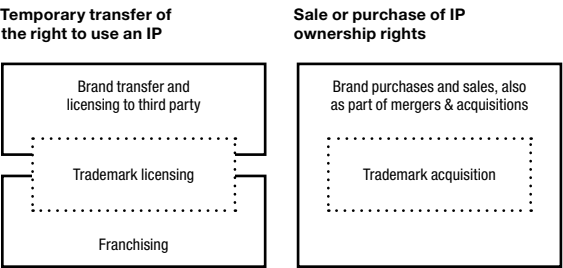 Temporary transfer of
the right to use an IP
Brand transfer and
licensing to third party
Trademark licensing
Franchising
Sale or purchase of IP
ownership rights
Brand purchases and sales, also
as part of mergers & acquisitions
Trademark acquisition